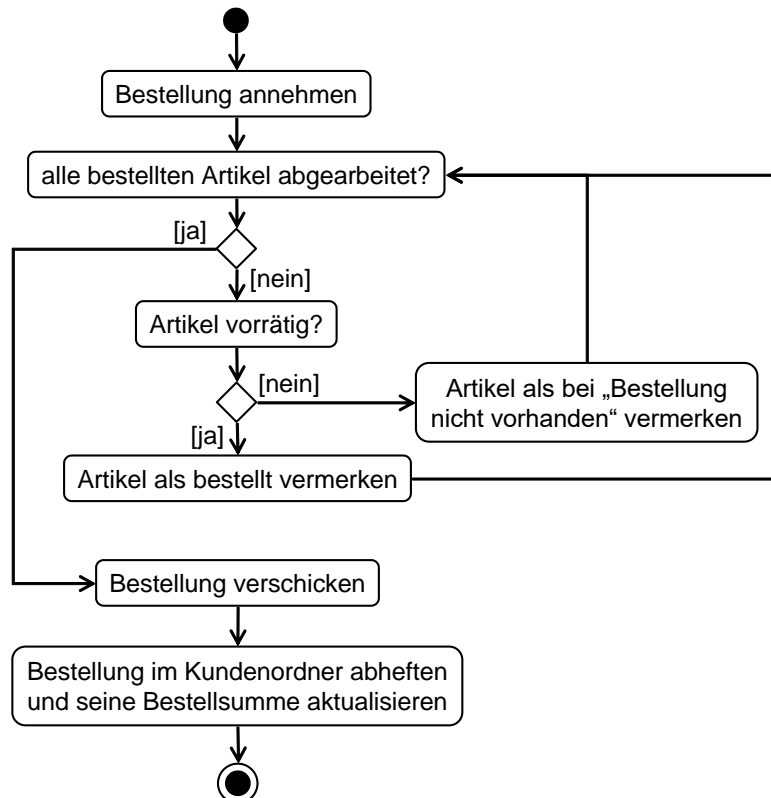 Bestellung annehmen
alle bestellten Artikel abgearbeitet?
[ja]
[nein]
Artikel vorrätig?
[nein]
Artikel als bei „Bestellung
nicht vorhanden“ vermerken
[ja]
Artikel als bestellt vermerken
Bestellung verschicken
Bestellung im Kundenordner abheften
und seine Bestellsumme aktualisieren